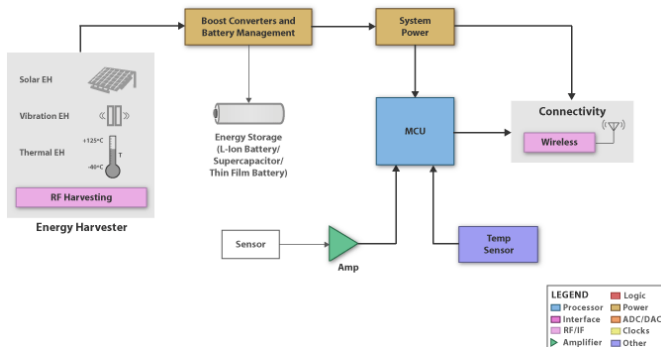 Boost Converters and
Battery Management
System
Power
Solar EH
Vibration EH
Thermal EH
+125°C
T
-40°C
RF Harvesting
Energy Harvester
Energy Storage
(L-Ion Battery/
Supercapacitor/
Thin Film Battery)
MCU
Connectivity
Wireless
Sensor
Amp
Temp
Sensor
LEGEND
Logic
Processor
Power
Interface
ADC/DAC
RF/IF
Clocks
Amplifier
Other